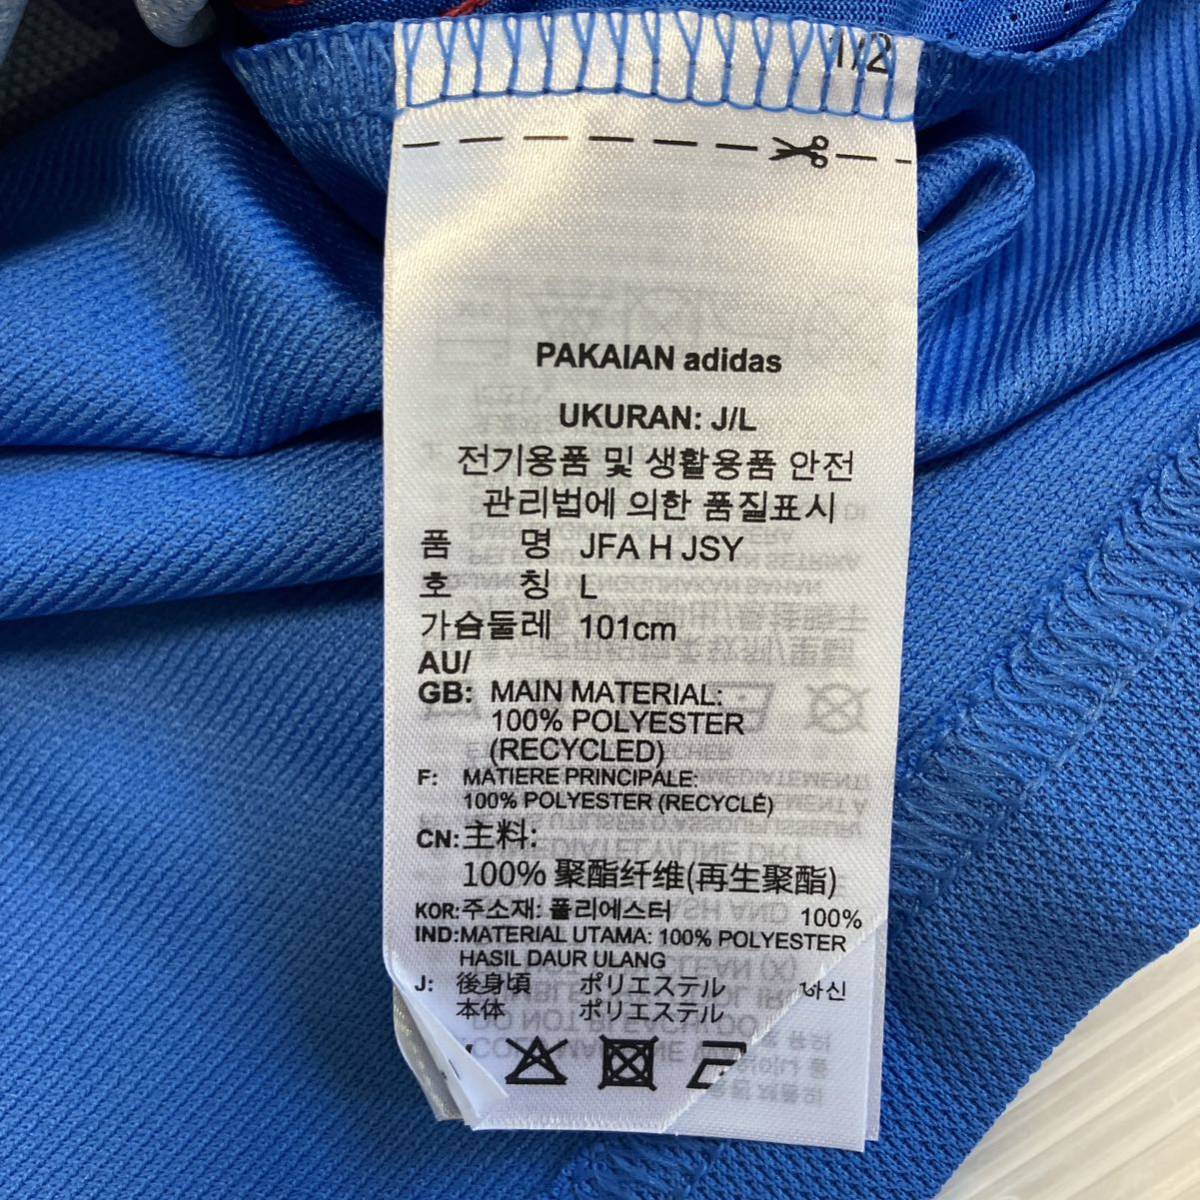 1/2
PAKAIAN adidas
UKURAN: J/L
전기용품 및 생활용품 안전
관리법에 의한 품질표시
품 명 JFA H JSY
호 칭 L
가슴둘레 101cm
AU/
GB: MAIN MATERIAL:
100% POLYESTER
(RECYCLED)
F: MATIERE PRINCIPALE:
100% POLYESTER (RECYCLÉ)
CN: 主料:
100% 聚酯纤维(再生聚酯)
KOR: 주소재: 폴리에스터 100%
IND: MATERIAL UTAMA: 100% POLYESTER
HASIL DAUR ULANG
J: 後身頃 ポリエステル
本体 ポリエステル